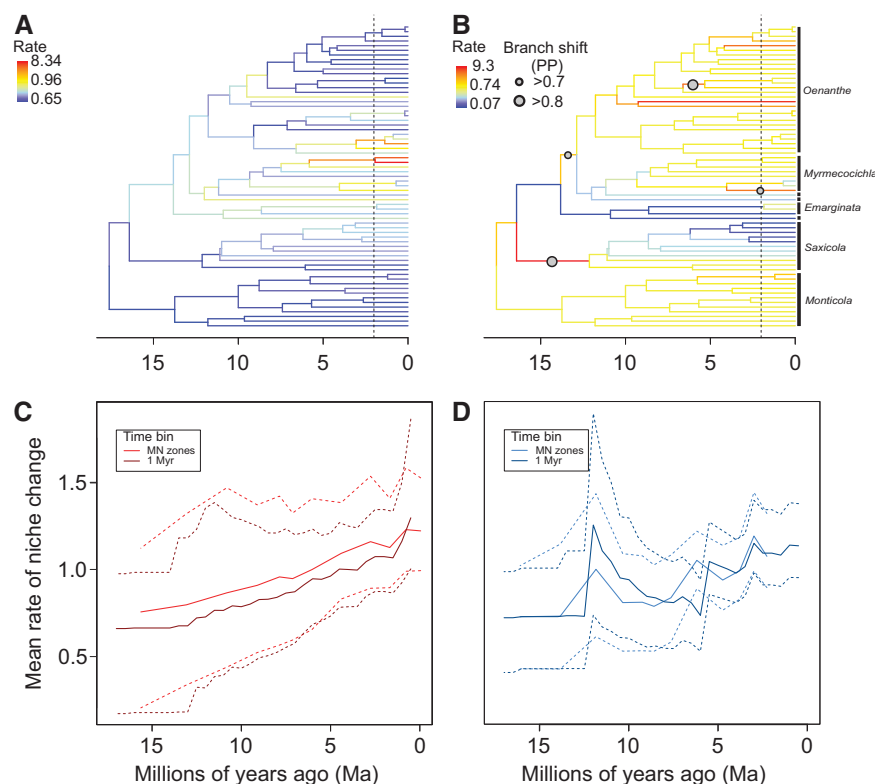 A
Rate
8.34
0.96
0.65
15
10
5
0
B
Rate
9.3
0.74
0.07
Branch shift
(PP)
>0.7
>0.8
Oenanthe
Myrmecocichla
Emarginata
Saxicola
Monticola
15
10
5
0
C
Mean rate of niche change
1.5
1.0
0.5
Time bin
MN zones
1 Myr
15
10
5
0
Millions of years ago (Ma)
D
Time bin
MN zones
1 Myr
15
10
5
0
Millions of years ago (Ma)